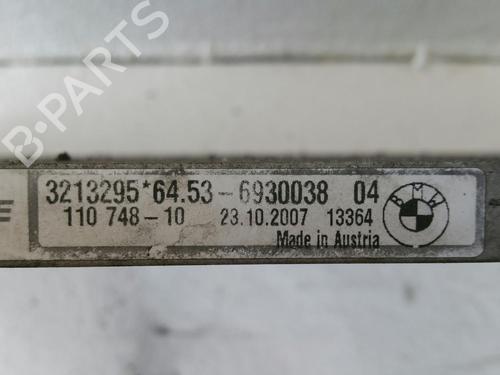 B-PARTS
3213295*64.53-6930038 04
110 748-10 23.10.2007 13364
Made in Austria
BMW